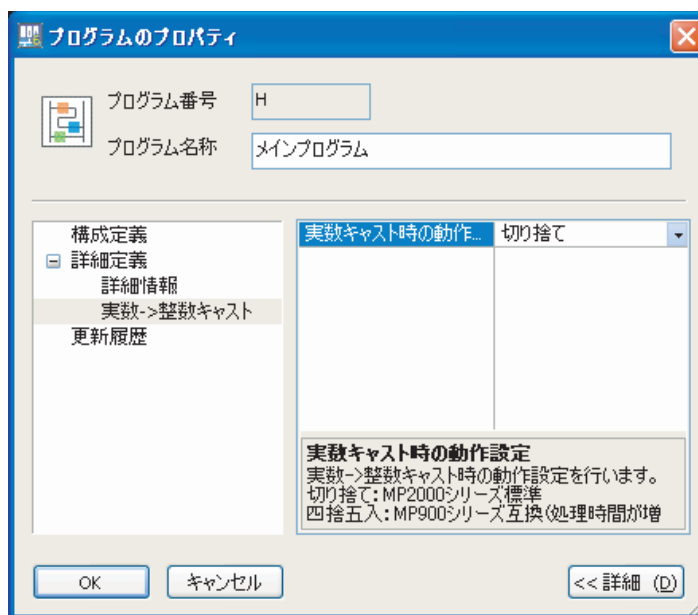 プログラムのプロパティ
プログラム番号 H
プログラム名称 メインプログラム
構成定義
詳細定義
詳細情報
実数->整数キャスト
更新履歴
実数キャスト時の動作... 切り捨て
実数キャスト時の動作設定
実数->整数キャスト時の動作設定を行います。
切り捨て:MP2000シリーズ標準
四捨五入:MP900シリーズ互換(処理時間が増
OK キャンセル <<詳細 (D)